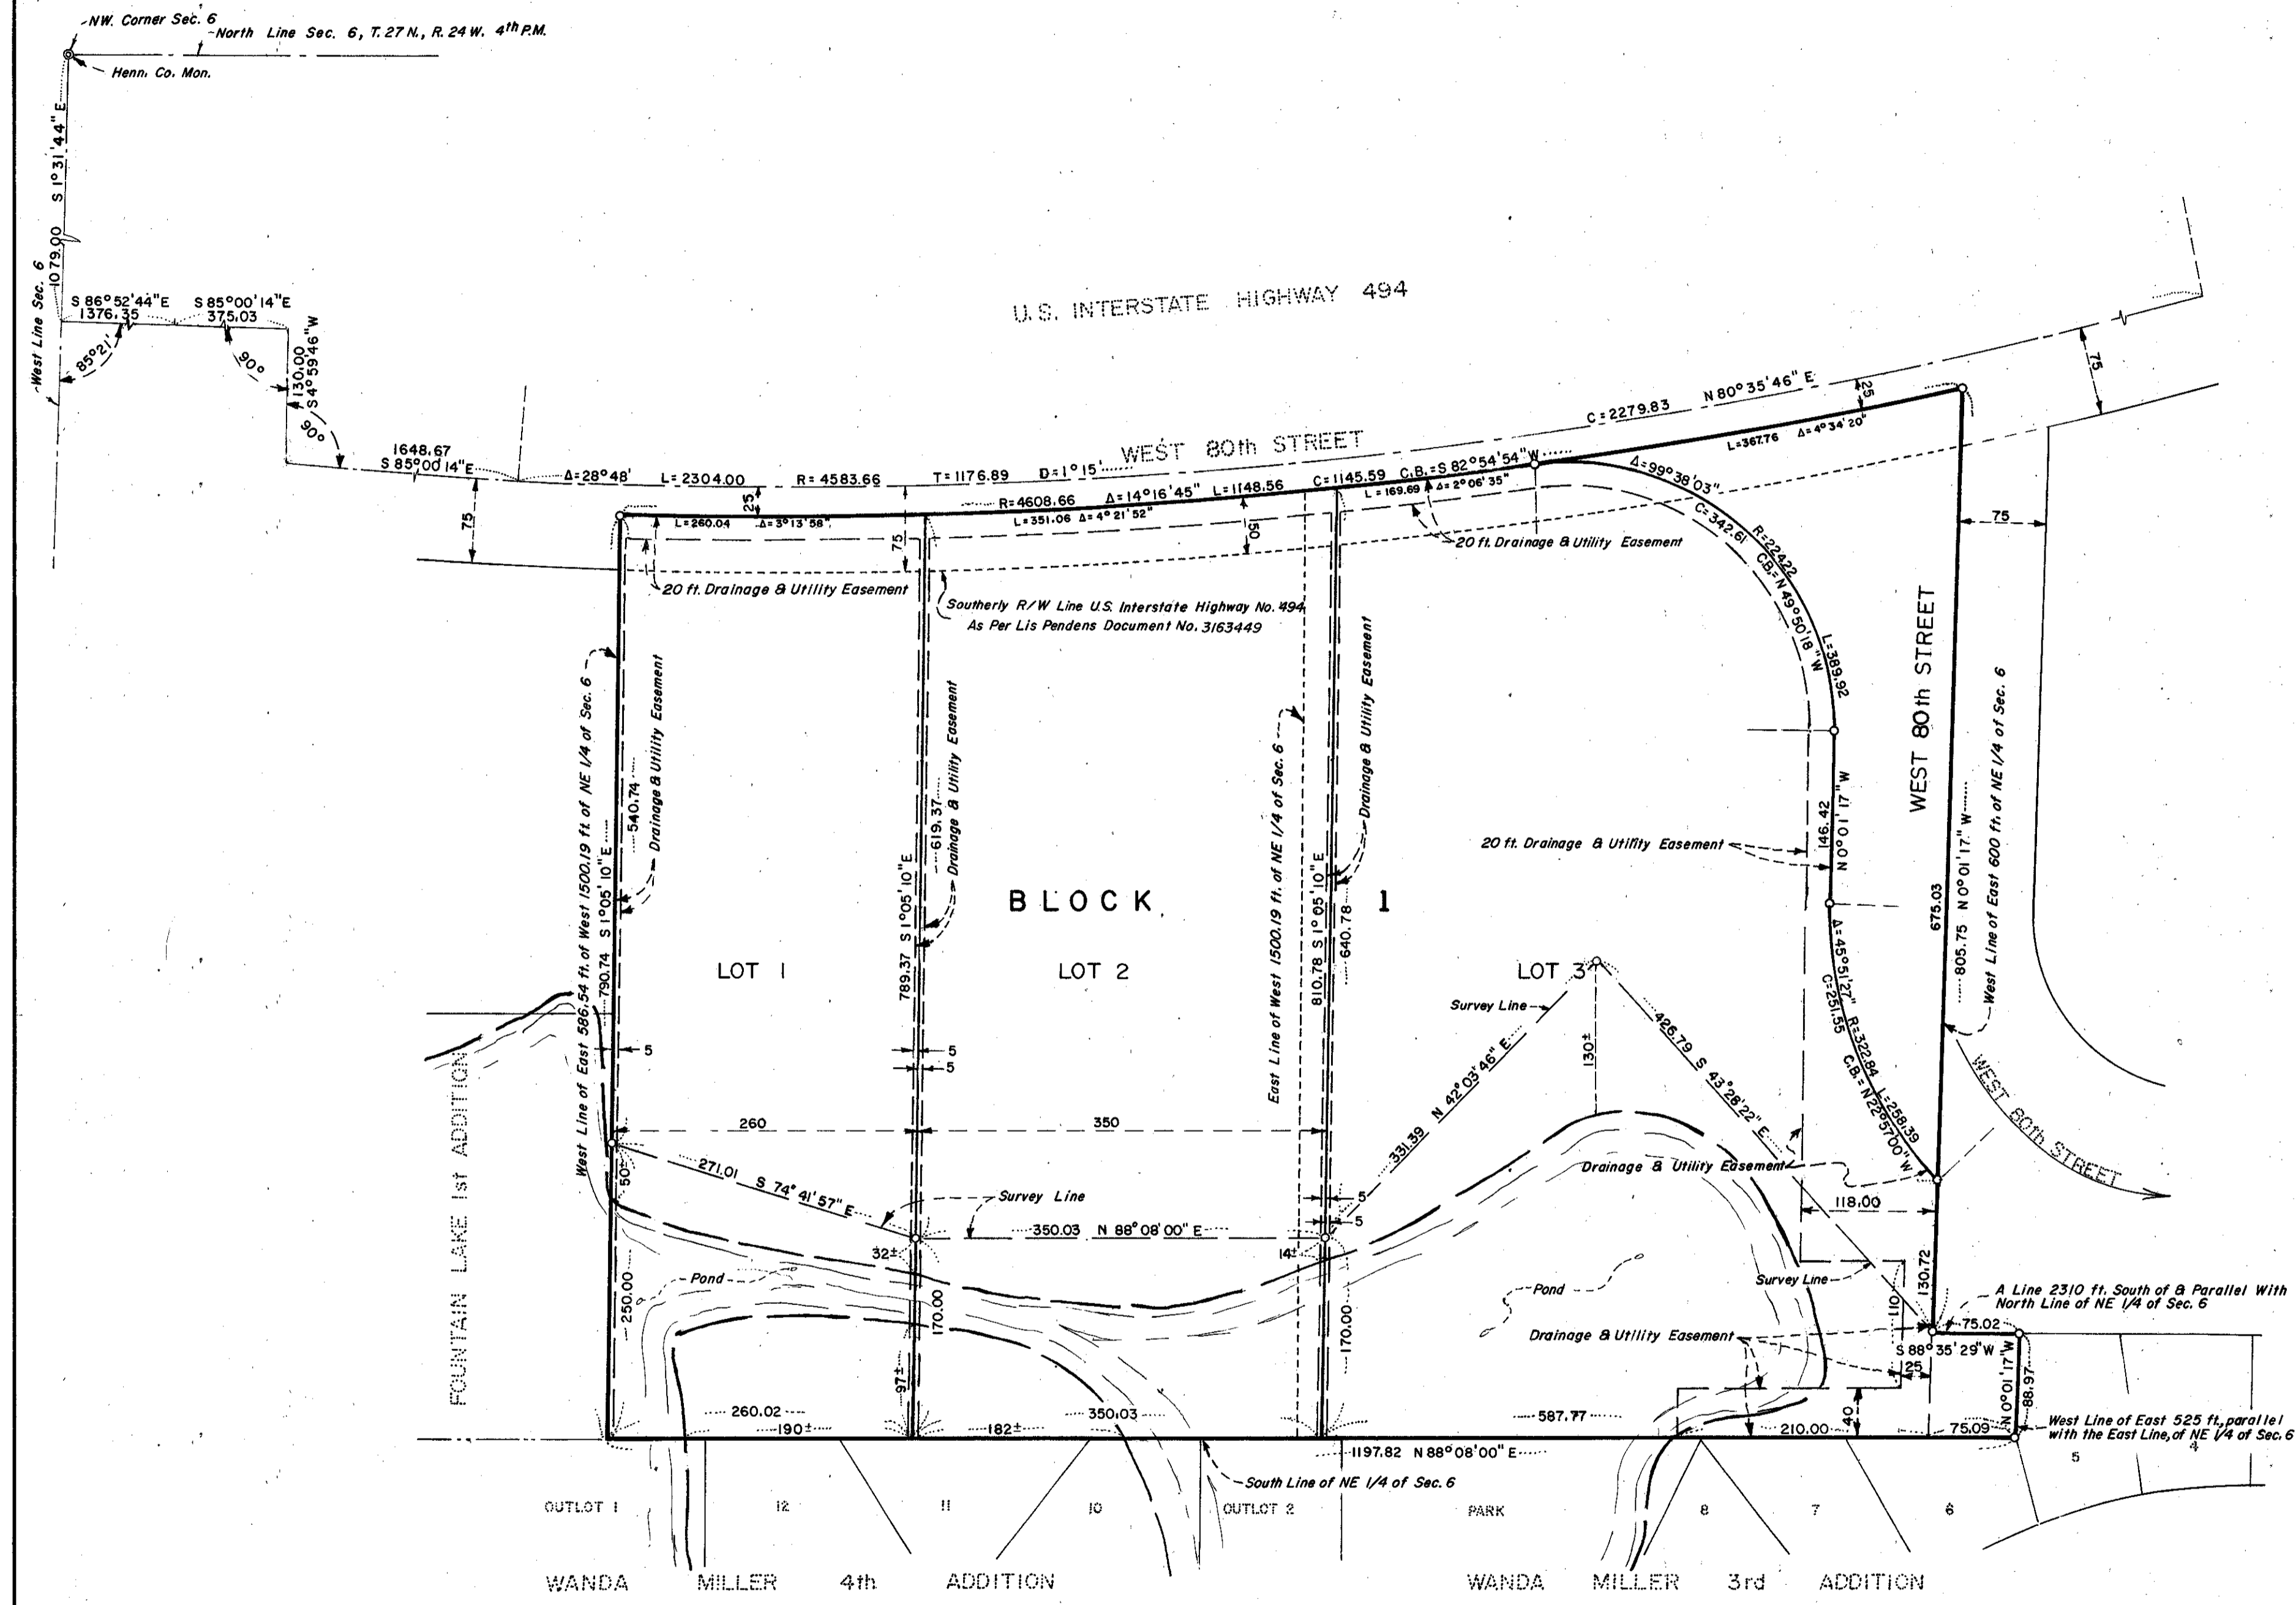 NW. Corner Sec. 6
North Line Sec. 6, T. 27 N., R. 24 W. 4th P.M.
Henn. Co. Mon.
1079.00 S 1° 31' 44" E
West Line Sec. 6
S 86° 52' 44" E
1376.35
S 85° 00' 14" E
375.03
85° 21'
90°
130.00
S 4° 59' 46" W
90°
1648.67
S 85° 00' 14" E
75
U.S. INTERSTATE HIGHWAY 494
WEST 80th STREET
C = 2279.83 N 80° 35' 46" E
25
75
Δ = 28° 48' L = 2304.00 R = 4583.66 T = 1176.89 D = 1° 15'
25
R = 4608.66 Δ = 14° 16' 45" L = 1148.56 C = 1145.59 C.B. = S 82° 54' 54" W
L = 367.76 Δ = 4° 34' 20"
L = 260.04 Δ = 3° 13' 58"
L = 351.06 Δ = 4° 21' 52"
L = 169.69 Δ = 2° 06' 35"
75
50
20 ft. Drainage & Utility Easement
20 ft. Drainage & Utility Easement
Southerly R/W Line U.S. Interstate Highway No. 494
As Per Lis Pendens Document No. 3163449
Δ = 99° 38' 03"
R = 224.22
L = 389.92
C = 342.61 C.B. = N 49° 50' 18" W
75
WEST 80th STREET
West Line of East 586.54 ft. of West 1500.19 ft. of NE 1/4 of Sec. 6
790.74 S 1° 05' 10" E
540.74
Drainage & Utility Easement
789.37 S 1° 05' 10" E
619.37
Drainage & Utility Easement
East Line of West 1500.19 ft. of NE 1/4 of Sec. 6
810.78 S 1° 05' 10" E
640.78
Drainage & Utility Easement
20 ft. Drainage & Utility Easement
146.42
N 0° 01' 17" W
675.03
805.75 N 0° 01' 17" W
West Line of East 600 ft. of NE 1/4 of Sec. 6
BLOCK 1
LOT 1
LOT 2
LOT 3
Survey Line
Δ = 45° 51' 27" R = 322.84 L = 258.39
C = 251.55 C.B. = N 22° 57' 00" W
5
5
5
FOUNTAIN LAKE 1st ADDITION
260
350
331.39 N 42° 03' 46" E
130±
426.79 S 43° 28' 22" E
WEST 80th STREET
50±
271.01 S 74° 41' 57" E
Survey Line
350.03 N 88° 08' 00" E
5
5
Drainage & Utility Easement
118.00
32±
14±
Pond
250.00
170.00
170.00
Pond
Survey Line
110
130.72
A Line 2310 ft. South of & Parallel With
North Line of NE 1/4 of Sec. 6
75.02
S 88° 35' 29" W
Drainage & Utility Easement
25
N 0° 01' 17" W
88.97
97±
260.02
190±
350.03
182±
587.77
40
210.00
75.09
West Line of East 525 ft., parallel
with the East Line, of NE 1/4 of Sec. 6
1197.82 N 88° 08' 00" E
South Line of NE 1/4 of Sec. 6
OUTLOT 1
12
11
10
OUTLOT 2
PARK
8
7
6
5
4
WANDA MILLER 4th ADDITION
WANDA MILLER 3rd ADDITION